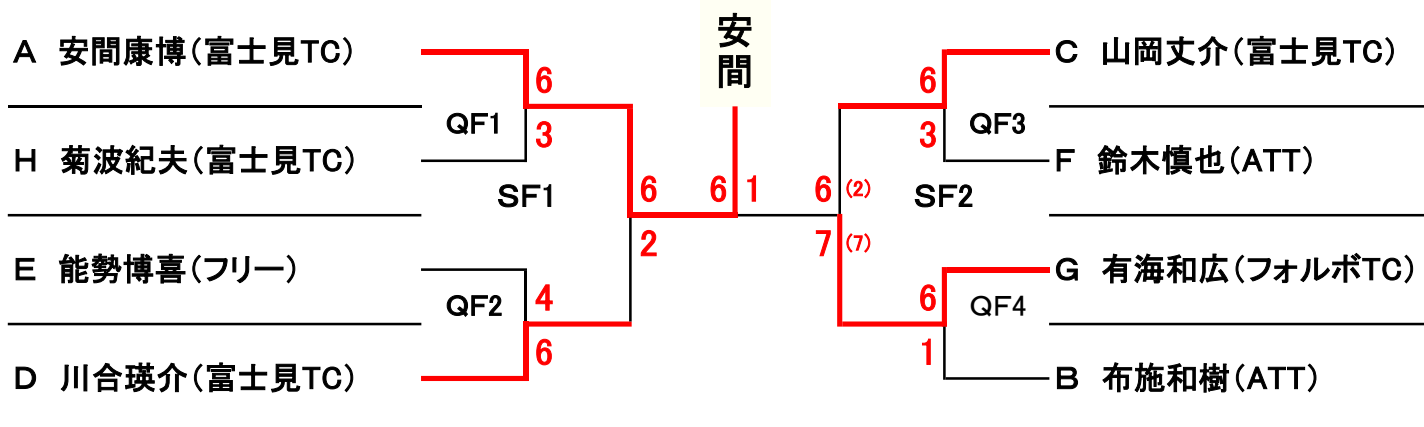 安
間
A 安間康博(富士見TC)
6
QF1
3
H 菊波紀夫(富士見TC)
SF1
6
2
E 能勢博喜(フリー)
4
QF2
6
D 川合瑛介(富士見TC)
6 1
C 山岡丈介(富士見TC)
6
QF3
3
F 鈴木慎也(ATT)
6 (2)
SF2
7 (7)
G 有海和広(フォルボTC)
6
QF4
1
B 布施和樹(ATT)